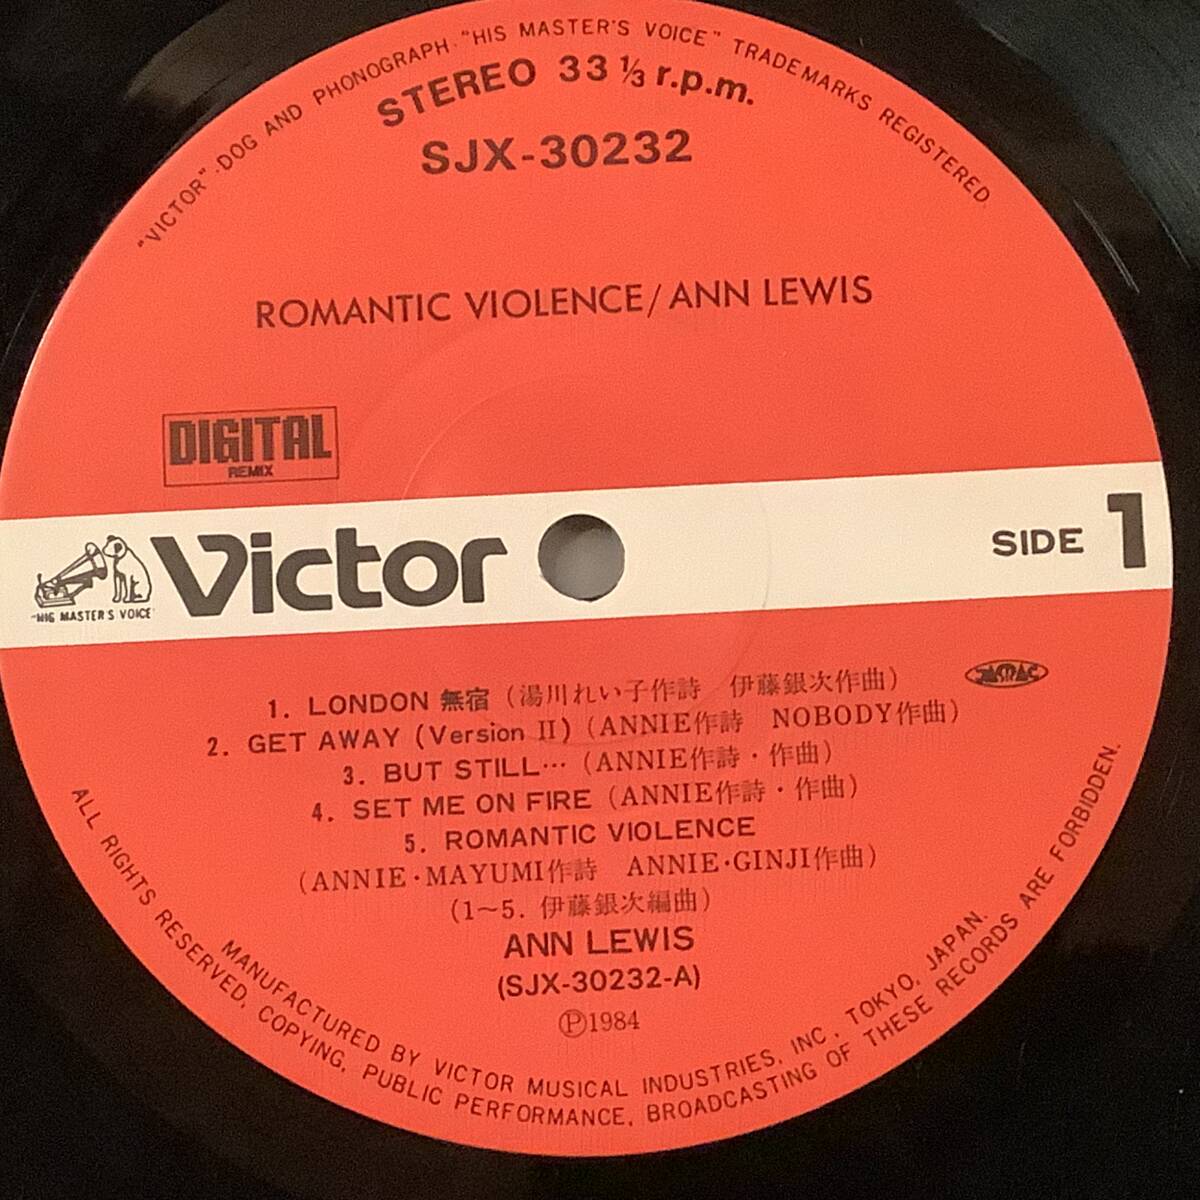 "VICTOR"·DOG AND PHONOGRAPH·"HIS MASTER'S VOICE" TRADEMARKS REGISTERED.
STEREO 33 ⅓ r.p.m.
SJX-30232
ROMANTIC VIOLENCE/ANN LEWIS
DIGITAL
REMIX
Victor
"HIS MASTER'S VOICE"
SIDE 1
JASRAC
1. LONDON 無宿 (湯川れい子作詩 伊藤銀次作曲)
2. GET AWAY (Version II) (ANNIE作詩 NOBODY作曲)
3. BUT STILL… (ANNIE作詩・作曲)
4. SET ME ON FIRE (ANNIE作詩・作曲)
5. ROMANTIC VIOLENCE
(ANNIE・MAYUMI作詩 ANNIE・GINJI作曲)
(1〜5. 伊藤銀次編曲)
ANN LEWIS
(SJX-30232-A)
Ⓟ1984
MANUFACTURED BY VICTOR MUSICAL INDUSTRIES, INC., TOKYO, JAPAN.
ALL RIGHTS RESERVED. COPYING, PUBLIC PERFORMANCE, BROADCASTING OF THESE RECORDS ARE FORBIDDEN.